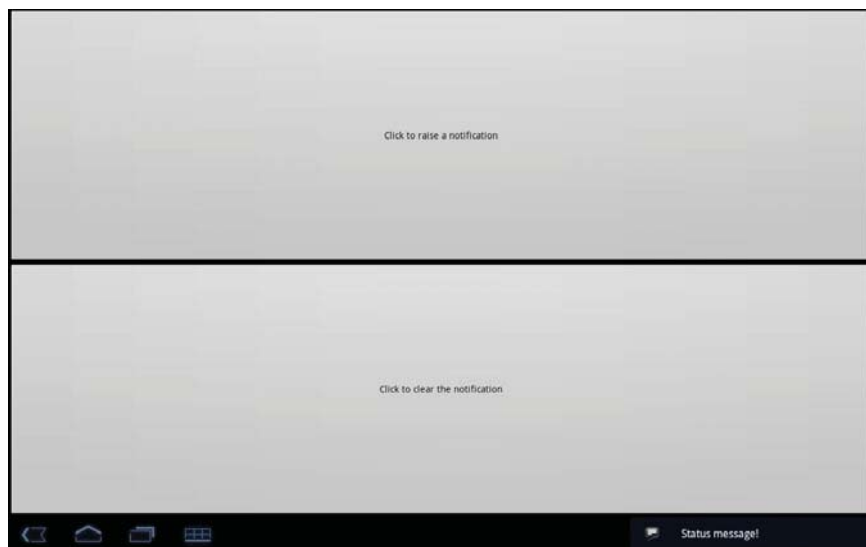 Click to raise a notification
Click to clear the notification
Status message!